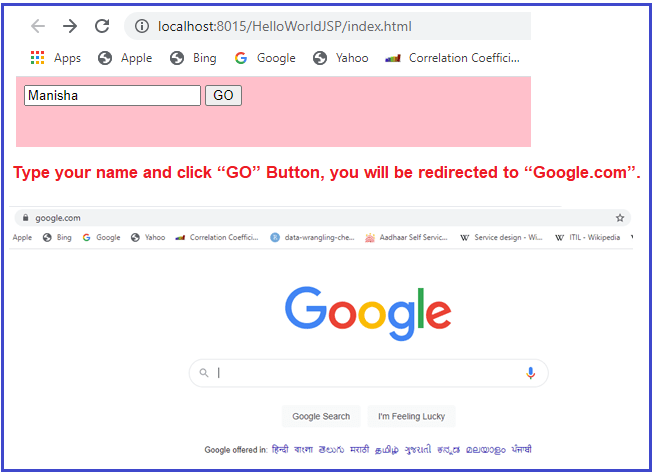 localhost:8015/HelloWorldJSP/index.html
Apps Apple Bing Google Yahoo Correlation Coeffici...
Manisha GO
Type your name and click “GO” Button, you will be redirected to “Google.com”.
google.com
Apple Bing Google Yahoo Correlation Coeffici... data-wrangling-che... Aadhaar Self Servic... Service design - Wi... ITIL - Wikipedia
Google
Google Search I'm Feeling Lucky
Google offered in: हिन्दी বাংলা తెలుగు मराठी தமிழ் ગુજરાતી ಕನ್ನಡ മലയാളം ਪੰਜਾਬੀ